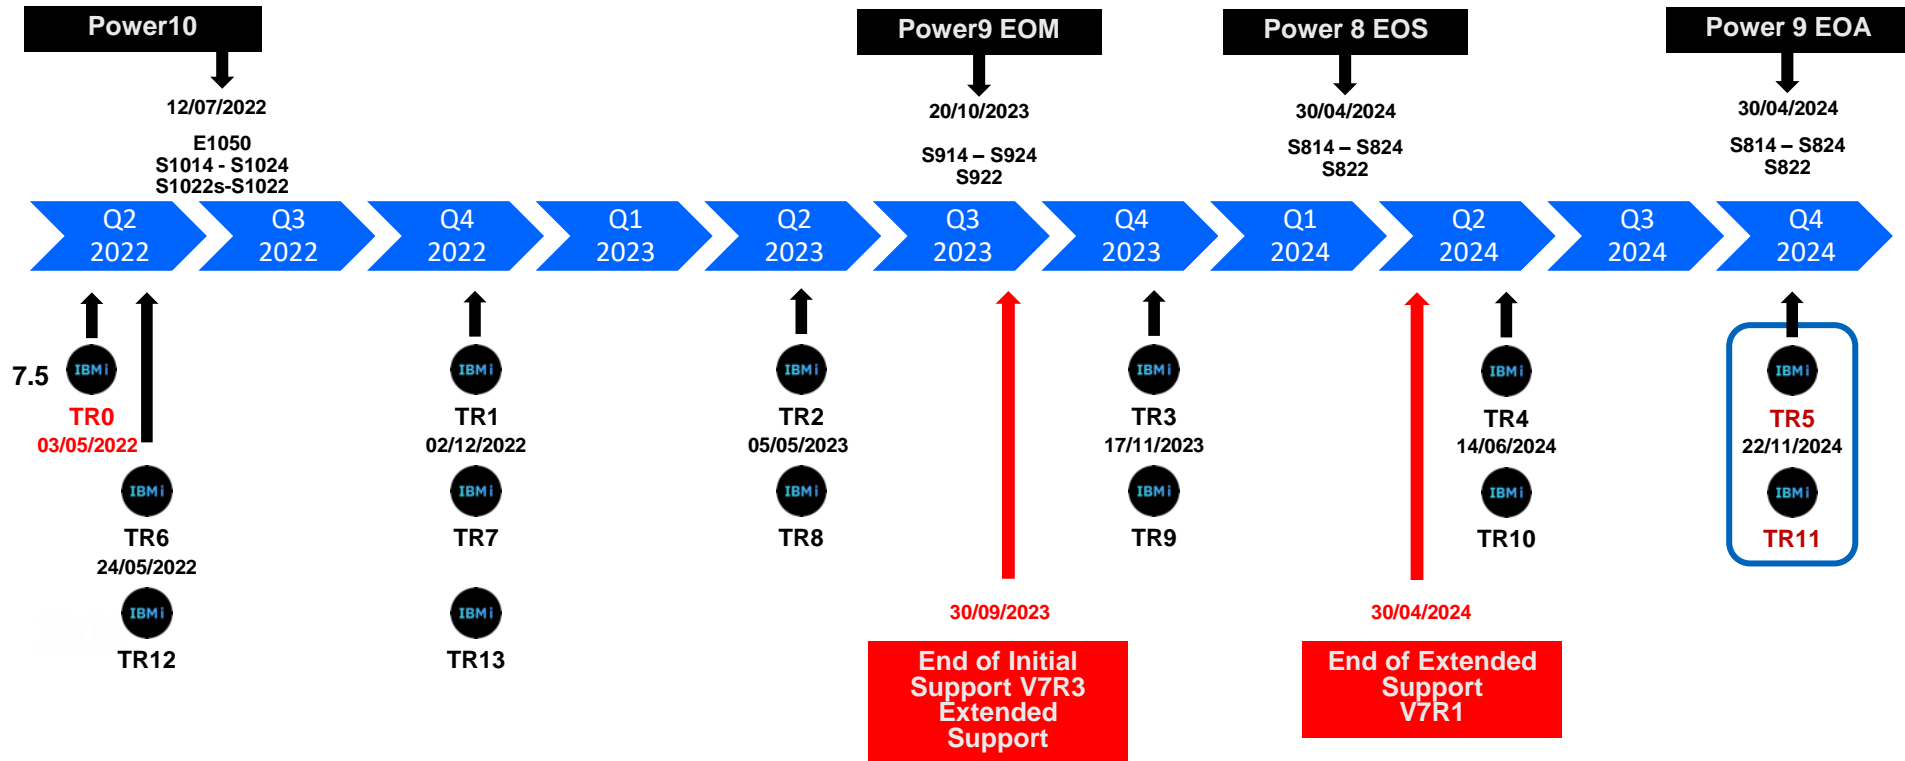 Power10
Power9 EOM
Power 8 EOS
Power 9 EOA
12/07/2022
20/10/2023
30/04/2024
30/04/2024
E1050
S1014 - S1024
S1022s-S1022
S914 – S924
S922
S814 – S824
S822
S814 – S824
S822
Q2
2022
Q3
2022
Q4
2022
Q1
2023
Q2
2023
Q3
2023
Q4
2023
Q1
2024
Q2
2024
Q3
2024
Q4
2024
7.5
IBM i
TR0
03/05/2022
IBM i
TR6
24/05/2022
IBM i
TR12
IBM i
TR1
02/12/2022
IBM i
TR7
IBM i
TR13
IBM i
TR2
05/05/2023
IBM i
TR8
30/09/2023
End of Initial
Support V7R3
Extended
Support
IBM i
TR3
17/11/2023
IBM i
TR9
30/04/2024
End of Extended
Support
V7R1
IBM i
TR4
14/06/2024
IBM i
TR10
IBM i
TR5
22/11/2024
IBM i
TR11